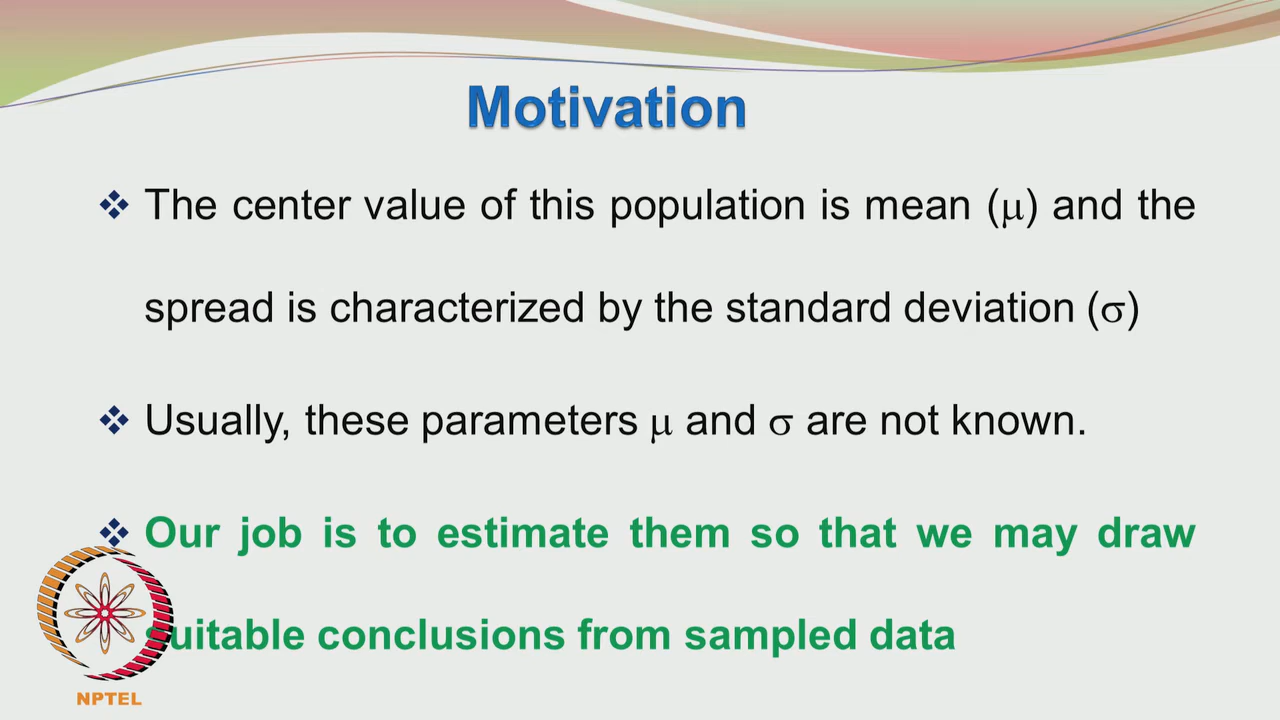 Motivation
❖ The center value of this population is mean (μ) and the
spread is characterized by the standard deviation (σ)
❖ Usually, these parameters μ and σ are not known.
❖ Our job is to estimate them so that we may draw
suitable conclusions from sampled data
NPTEL